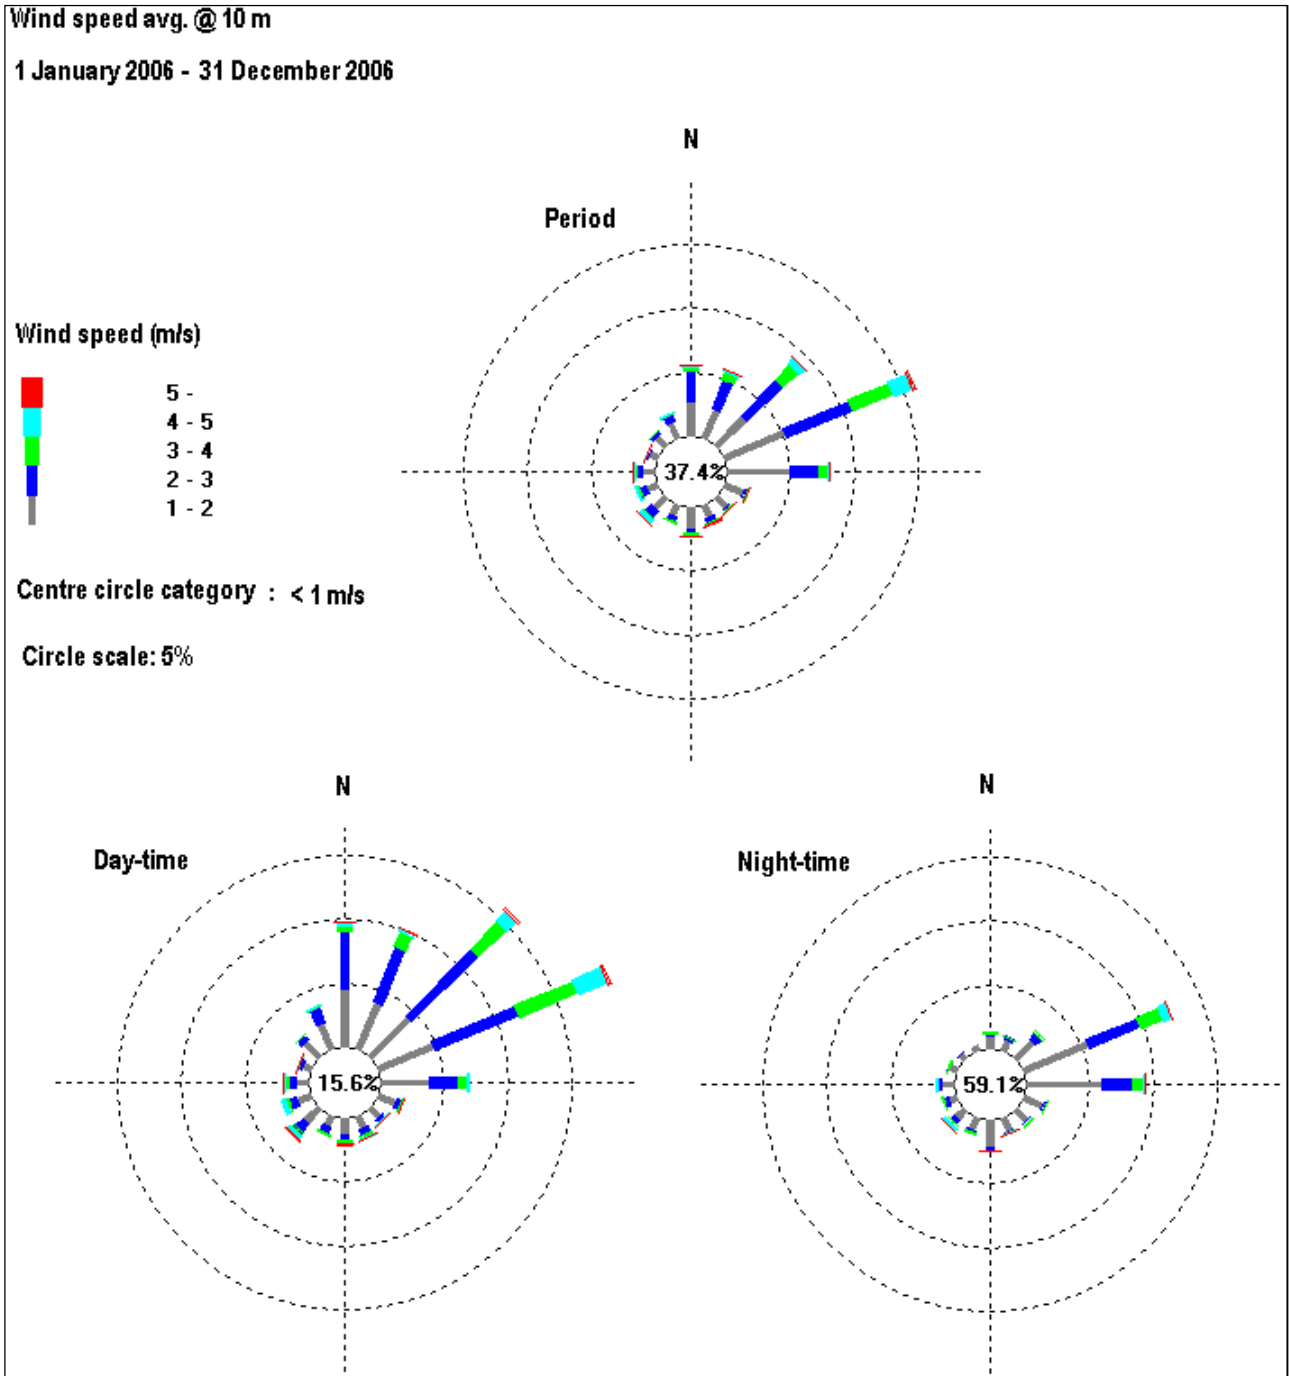 Wind speed avg. @ 10 m
1 January 2006 - 31 December 2006
N
Period
Wind speed (m/s)
5 -
4 - 5
3 - 4
2 - 3
1 - 2
37.4%
Centre circle category : < 1 m/s
Circle scale: 5%
N
N
Day-time
Night-time
15.6%
59.1%